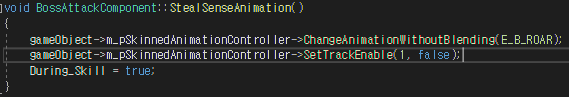 void BossAttackComponent::StealSenseAnimation()
{
gameObject->m_pSkinnedAnimationController->ChangeAnimationWithoutBlending(E_B_ROAR);
gameObject->m_pSkinnedAnimationController->SetTrackEnable(1, false);
During_Skill = true;
}